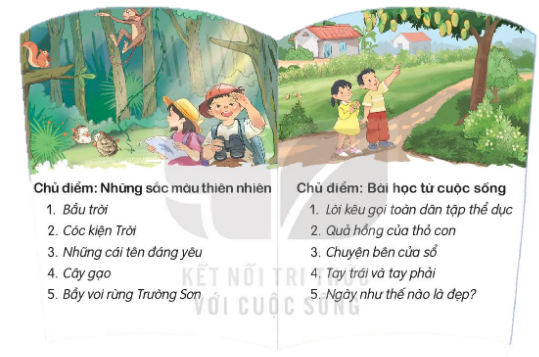 Chủ điểm: Những sắc màu thiên nhiên
1. Bầu trời
2. Cóc kiện Trời
3. Những cái tên đáng yêu
4. Cây gạo
5. Bầy voi rừng Trường Sơn
Chủ điểm: Bài học từ cuộc sống
1. Lời kêu gọi toàn dân tập thể dục
2. Quả hồng của thỏ con
3. Chuyện bên cửa sổ
4. Tay trái và tay phải
5. Ngày như thế nào là đẹp?
KẾT NỐI TRI THỨC
VỚI CUỘC SỐNG